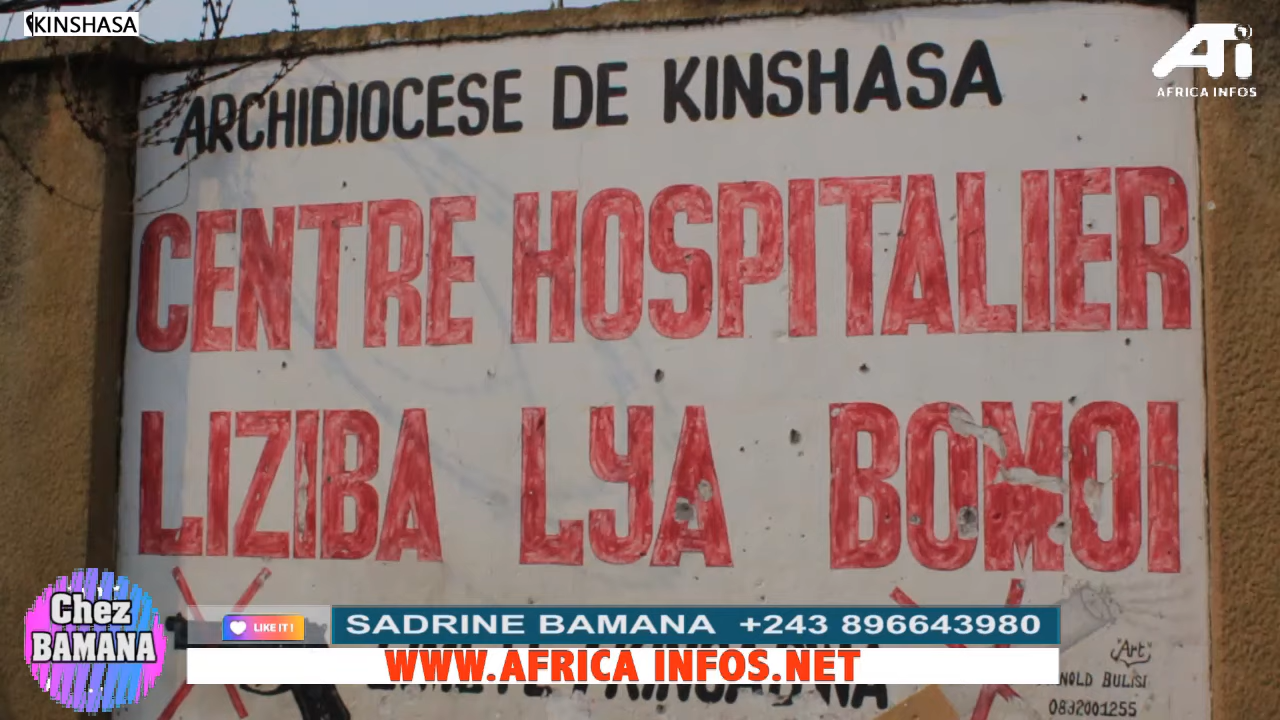 KINSHASA
ATi
AFRICA INFOS
ARCHIDIOCESE DE KINSHASA
CENTRE HOSPITALIER
LIZIBA LYA BOMOI
Chez
BAMANA
LIKE IT !
SADRINE BAMANA +243 896643980
WWW.AFRICA INFOS.NET
Art
NOLD BULISI
0832001255